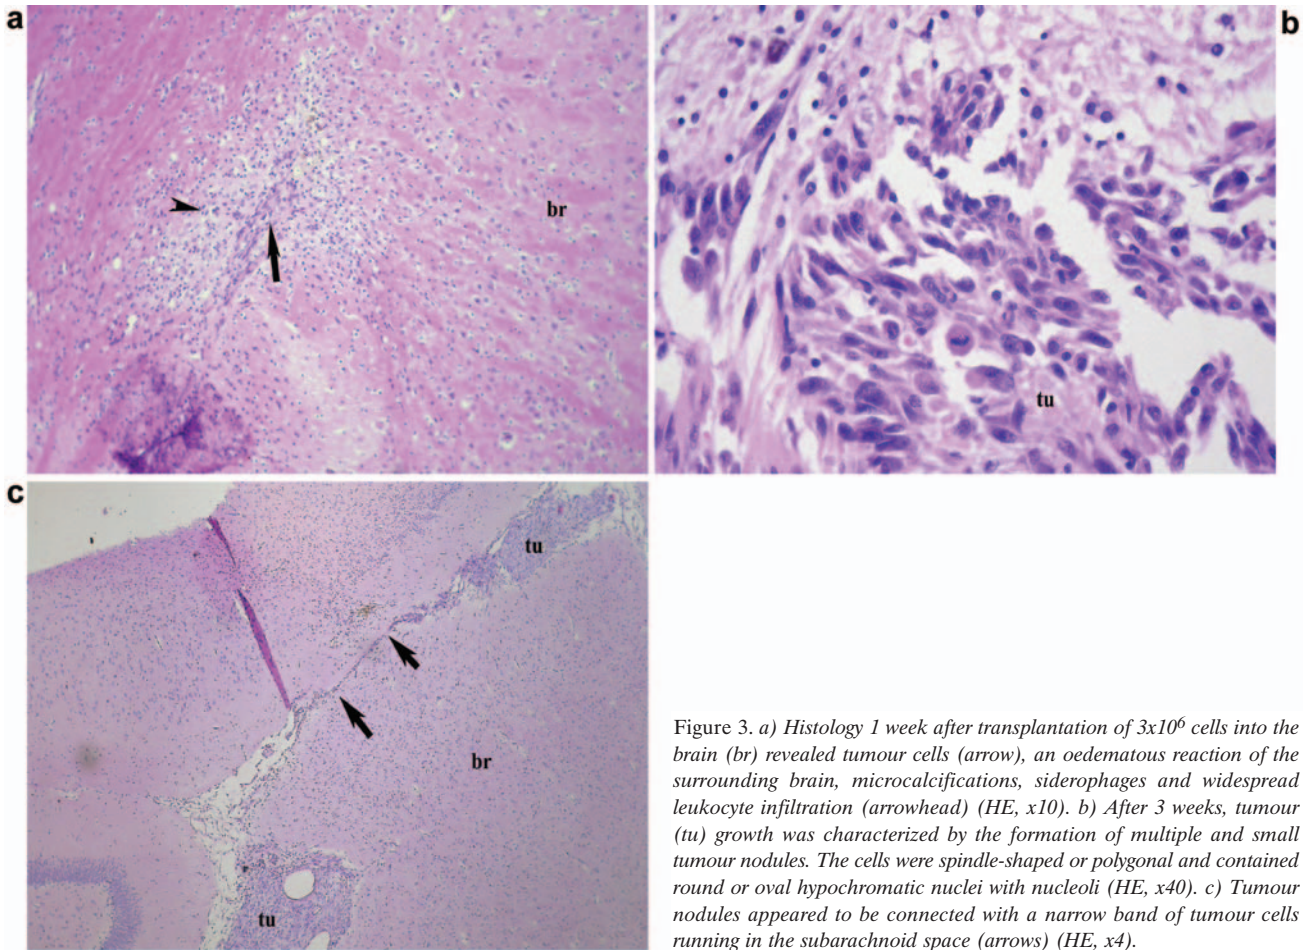 a
b
br
tu
c
tu
br
tu
Figure 3. a) Histology 1 week after transplantation of 3x10⁶ cells into the
brain (br) revealed tumour cells (arrow), an oedematous reaction of the
surrounding brain, microcalcifications, siderophages and widespread
leukocyte infiltration (arrowhead) (HE, x10). b) After 3 weeks, tumour
(tu) growth was characterized by the formation of multiple and small
tumour nodules. The cells were spindle-shaped or polygonal and contained
round or oval hypochromatic nuclei with nucleoli (HE, x40). c) Tumour
nodules appeared to be connected with a narrow band of tumour cells
running in the subarachnoid space (arrows) (HE, x4).